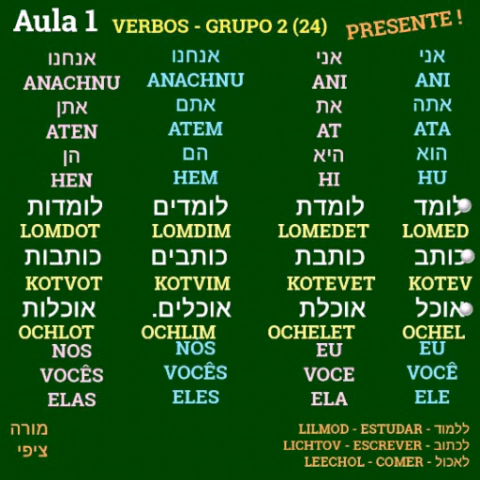 Aula 1 VERBOS - GRUPO 2 (24) PRESENTE !
אנחנו אנחנו אני אני
ANACHNU ANACHNU ANI ANI
אתן אתם את אתה
ATEN ATEM AT ATA
הן הם היא הוא
HEN HEM HI HU
לומדות לומדים לומדת לומד
LOMDOT LOMDIM LOMEDET LOMED
כותבות כותבים כותבת כותב
KOTVOT KOTVIM KOTEVET KOTEV
אוכלות אוכלים. אוכלת אוכל
OCHLOT OCHLIM OCHELET OCHEL
NOS NOS EU EU
VOCÊS VOCÊS VOCE VOCÊ
ELAS ELES ELA ELE
מורה
ציפי
LILMOD - ESTUDAR - ללמוד
LICHTOV - ESCREVER - לכתוב
LEECHOL - COMER - לאכול